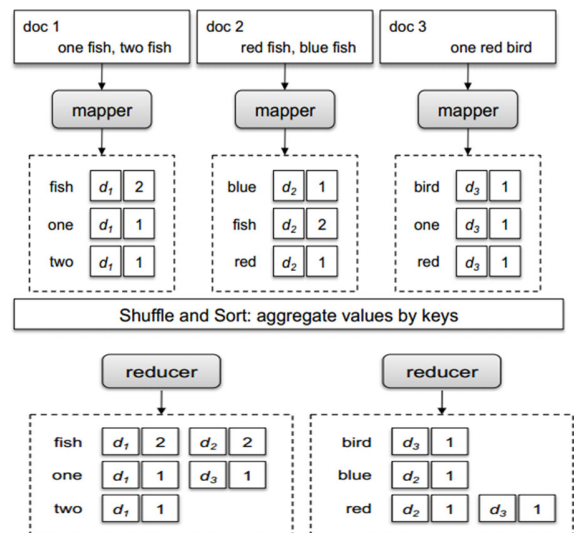 doc 1
one fish, two fish
doc 2
red fish, blue fish
doc 3
one red bird
mapper
mapper
mapper
fish d₁ 2
one d₁ 1
two d₁ 1
blue d₂ 1
fish d₂ 2
red d₂ 1
bird d₃ 1
one d₃ 1
red d₃ 1
Shuffle and Sort: aggregate values by keys
reducer
reducer
fish d₁ 2 d₂ 2
one d₁ 1 d₃ 1
two d₁ 1
bird d₃ 1
blue d₂ 1
red d₂ 1 d₃ 1